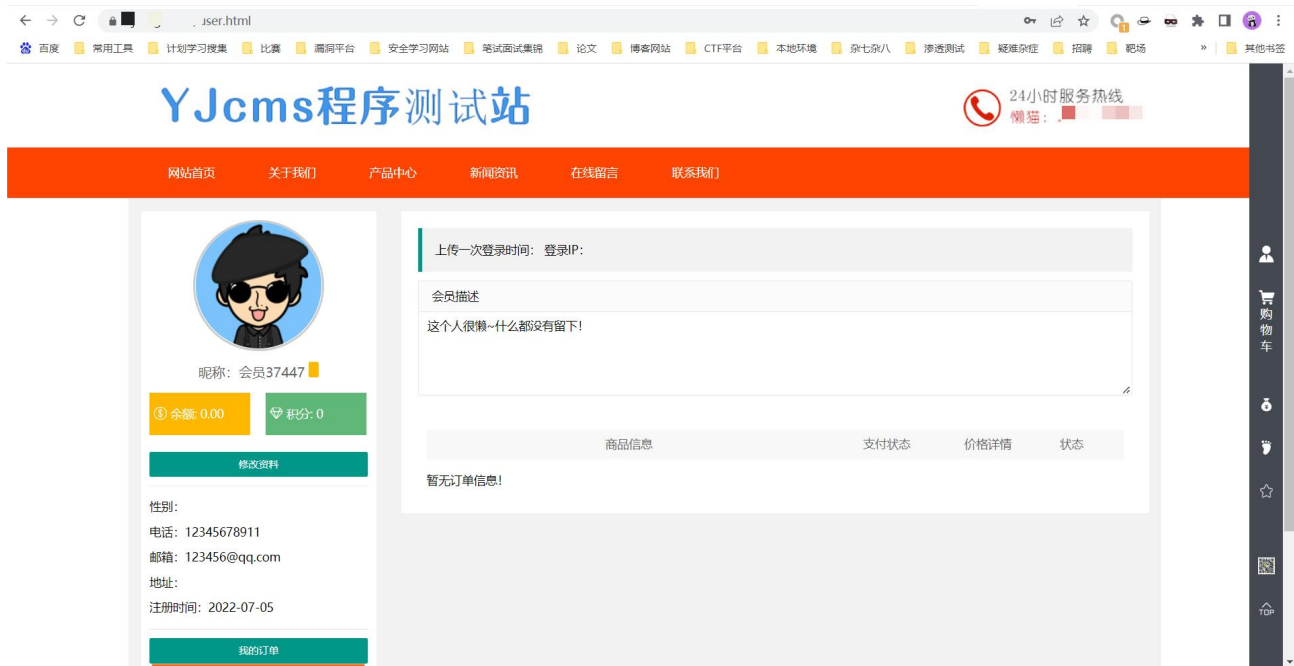 user.html
百度 常用工具 计划学习搜集 比赛 漏洞平台 安全学习网站 笔试面试集锦 论文 博客网站 CTF平台 本地环境 杂七杂八 渗透测试 疑难杂症 招聘 靶场 » 其他书签
YJcms程序测试站
24小时服务热线
懒猫：
网站首页 关于我们 产品中心 新闻资讯 在线留言 联系我们
昵称：会员37447
余额: 0.00 积分: 0
修改资料
性别：
电话：12345678911
邮箱：123456@qq.com
地址：
注册时间：2022-07-05
我的订单
上传一次登录时间： 登录IP：
会员描述
这个人很懒~什么都没有留下！
商品信息 支付状态 价格详情 状态
暂无订单信息！
购物车
TOP